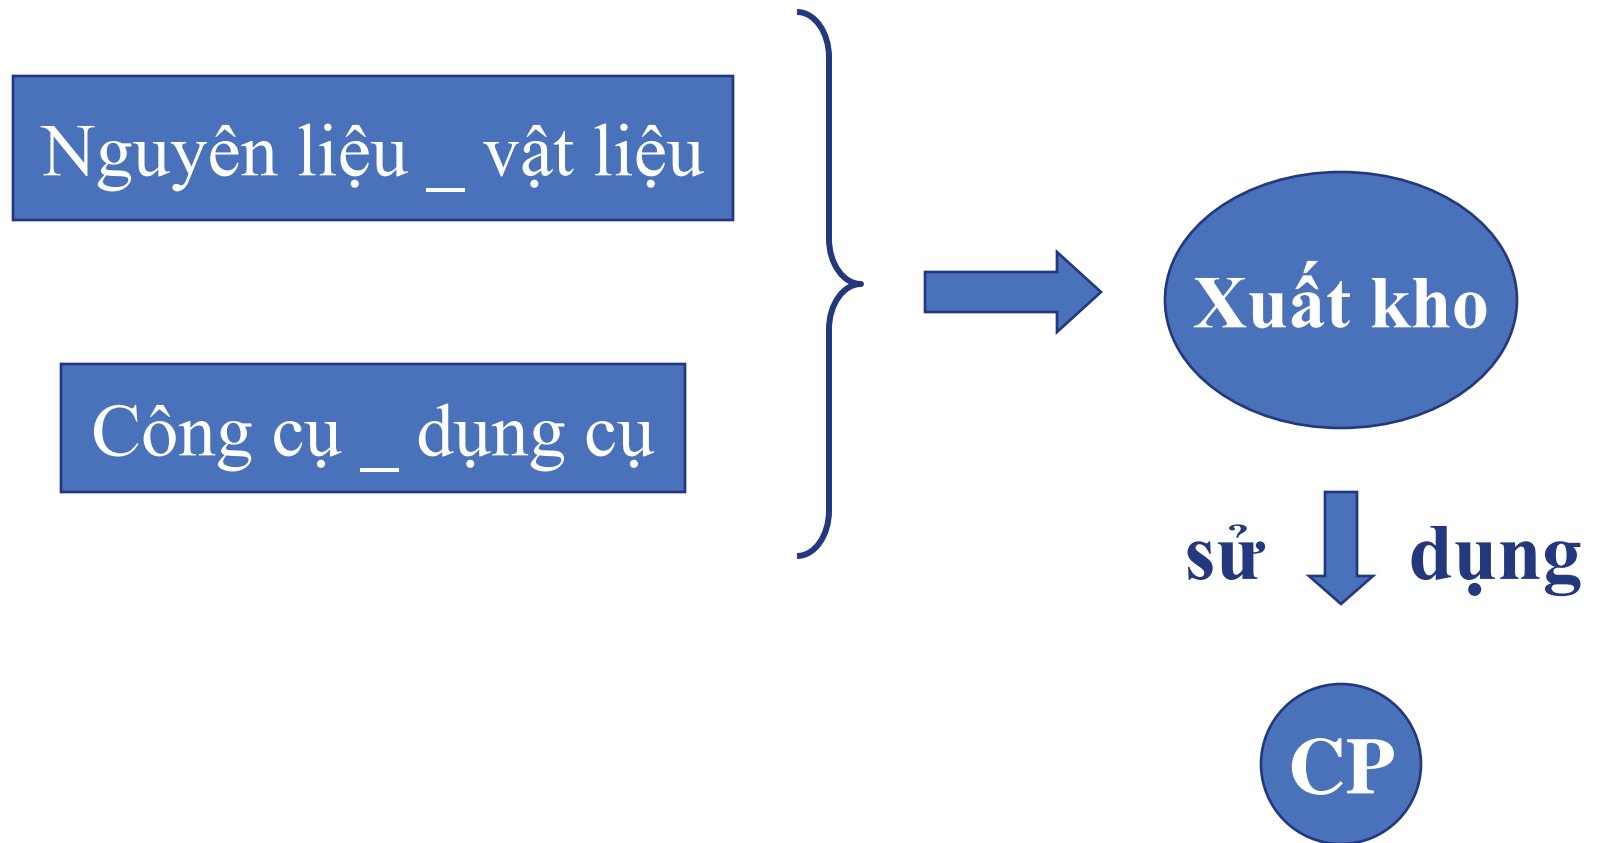 Nguyên liệu _ vật liệu
Công cụ _ dụng cụ
Xuất kho
sử dụng
CP